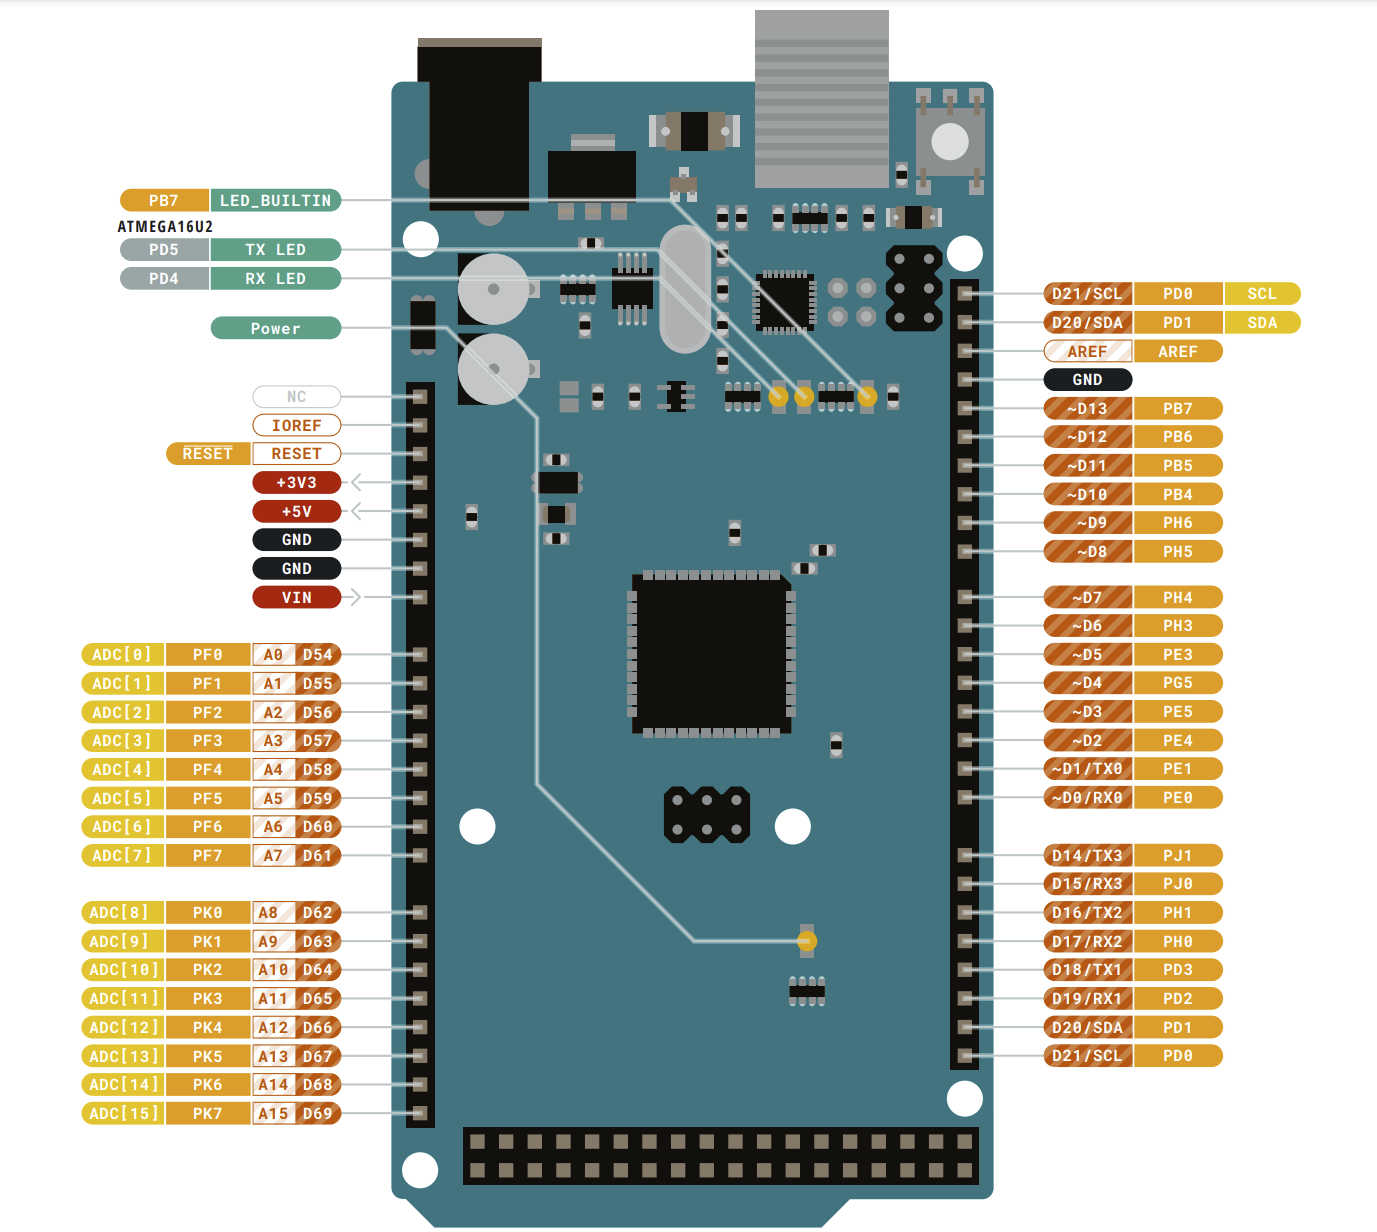 PB7 LED_BUILTIN
ATMEGA16U2
PD5 TX LED
PD4 RX LED
Power
NC
IOREF
RESET RESET
+3V3
+5V
GND
GND
VIN
ADC[0] PF0 A0 D54
ADC[1] PF1 A1 D55
ADC[2] PF2 A2 D56
ADC[3] PF3 A3 D57
ADC[4] PF4 A4 D58
ADC[5] PF5 A5 D59
ADC[6] PF6 A6 D60
ADC[7] PF7 A7 D61
ADC[8] PK0 A8 D62
ADC[9] PK1 A9 D63
ADC[10] PK2 A10 D64
ADC[11] PK3 A11 D65
ADC[12] PK4 A12 D66
ADC[13] PK5 A13 D67
ADC[14] PK6 A14 D68
ADC[15] PK7 A15 D69
D21/SCL PD0 SCL
D20/SDA PD1 SDA
AREF AREF
GND
~D13 PB7
~D12 PB6
~D11 PB5
~D10 PB4
~D9 PH6
~D8 PH5
~D7 PH4
~D6 PH3
~D5 PE3
~D4 PG5
~D3 PE5
~D2 PE4
~D1/TX0 PE1
~D0/RX0 PE0
D14/TX3 PJ1
D15/RX3 PJ0
D16/TX2 PH1
D17/RX2 PH0
D18/TX1 PD3
D19/RX1 PD2
D20/SDA PD1
D21/SCL PD0